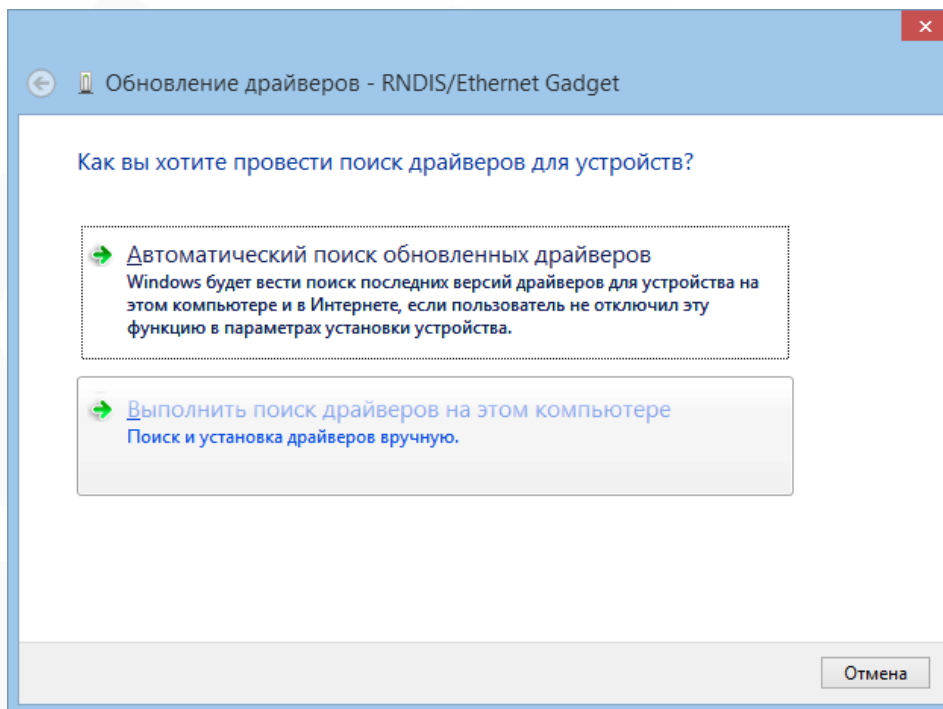 Обновление драйверов - RNDIS/Ethernet Gadget
Как вы хотите провести поиск драйверов для устройств?
Автоматический поиск обновленных драйверов
Windows будет вести поиск последних версий драйверов для устройства на
этом компьютере и в Интернете, если пользователь не отключил эту
функцию в параметрах установки устройства.
Выполнить поиск драйверов на этом компьютере
Поиск и установка драйверов вручную.
Отмена